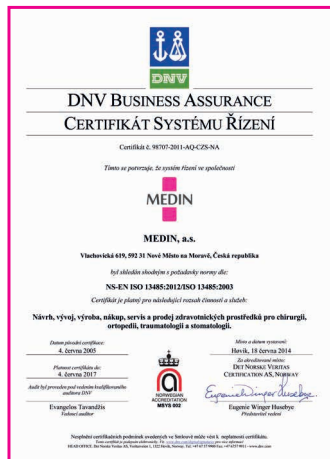 DNV
DNV BUSINESS ASSURANCE
CERTIFIKÁT SYSTÉMU ŘÍZENÍ
Certifikát č. 98707-2011-AQ-CZS-NA
Tímto se potvrzuje, že systém řízení ve společnosti
MEDIN
MEDIN, a.s.
Vlachovická 619, 592 31 Nové Město na Moravě, Česká republika
byl shledán shodným s požadavky normy dle:
NS-EN ISO 13485:2012/ISO 13485:2003
Certifikát je platný pro následující rozsah činností a služeb:
Návrh, vývoj, výroba, nákup, servis a prodej zdravotnických prostředků pro chirurgii,
ortopedii, traumatologii a stomatologii.
Datum původní certifikace:
4. června 2005
Platnost certifikátu do:
4. června 2017
Audit byl proveden pod vedením kvalifikovaného
auditora DNV
Evangelos Tavandžis
Vedoucí auditor
NORWEGIAN
ACCREDITATION
MSYS 002
Místo a datum vystavení:
Høvik, 18 června 2014
Za akreditované místo:
DET NORSKE VERITAS
CERTIFICATION AS, NORWAY
Eugenie Winger Husebye
Představitel vedení
Neplnění certifikačních podmínek uvedených ve Smlouvě může vést k neplatnosti certifikátu.